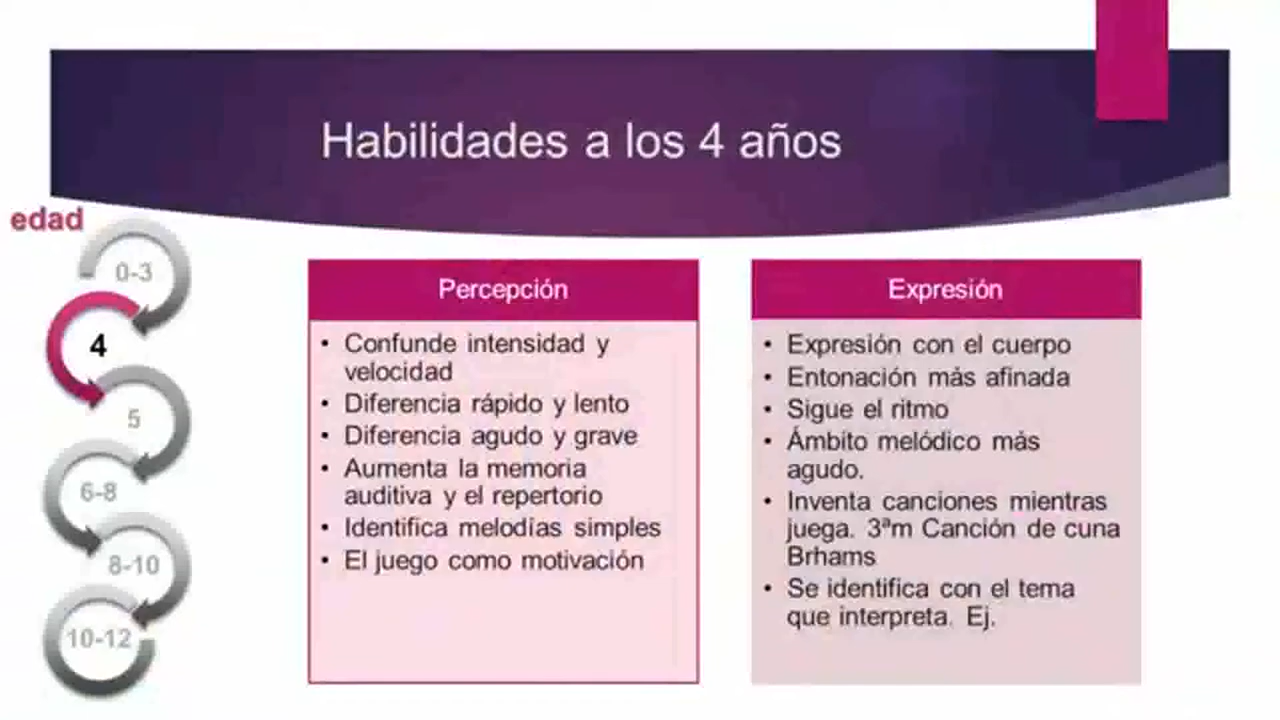 Habilidades a los 4 años
edad
0-3
4
5
6-8
8-10
10-12
Percepción
• Confunde intensidad y
velocidad
• Diferencia rápido y lento
• Diferencia agudo y grave
• Aumenta la memoria
auditiva y el repertorio
• Identifica melodías simples
• El juego como motivación
Expresión
• Expresión con el cuerpo
• Entonación más afinada
• Sigue el ritmo
• Ámbito melódico más
agudo.
• Inventa canciones mientras
juega. 3ªm Canción de cuna
Brhams
• Se identifica con el tema
que interpreta. Ej.